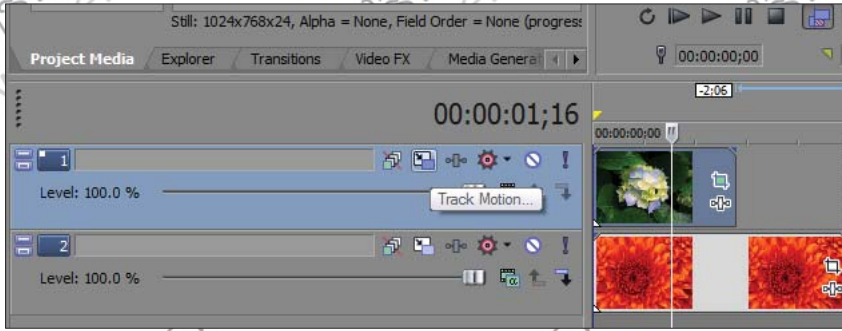 Still: 1024x768x24, Alpha = None, Field Order = None (progress
Project Media Explorer Transitions Video FX Media Generat
00:00:00;00
-2;06
00:00:01;16
00:00:00;00
1
Level: 100.0 %
Track Motion...
2
Level: 100.0 %
α